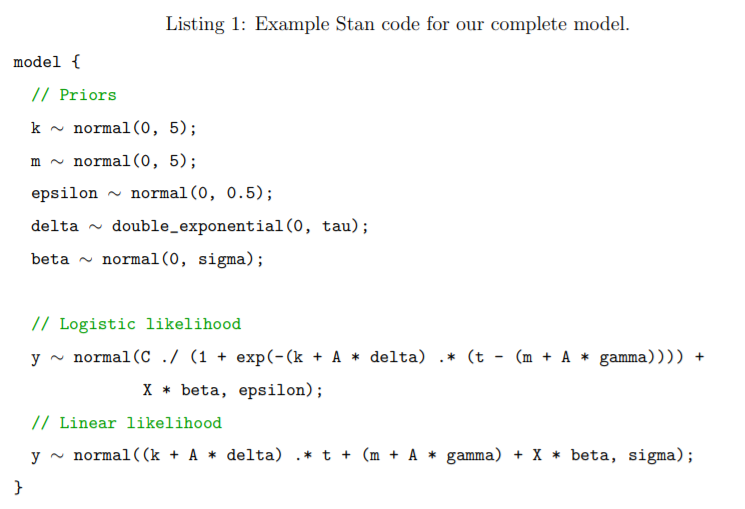 Listing 1: Example Stan code for our complete model.
model {
// Priors
k ∼ normal(0, 5);
m ∼ normal(0, 5);
epsilon ∼ normal(0, 0.5);
delta ∼ double_exponential(0, tau);
beta ∼ normal(0, sigma);
// Logistic likelihood
y ∼ normal(C ./ (1 + exp(-(k + A * delta) .* (t - (m + A * gamma)))) +
X * beta, epsilon);
// Linear likelihood
y ∼ normal((k + A * delta) .* t + (m + A * gamma) + X * beta, sigma);
}